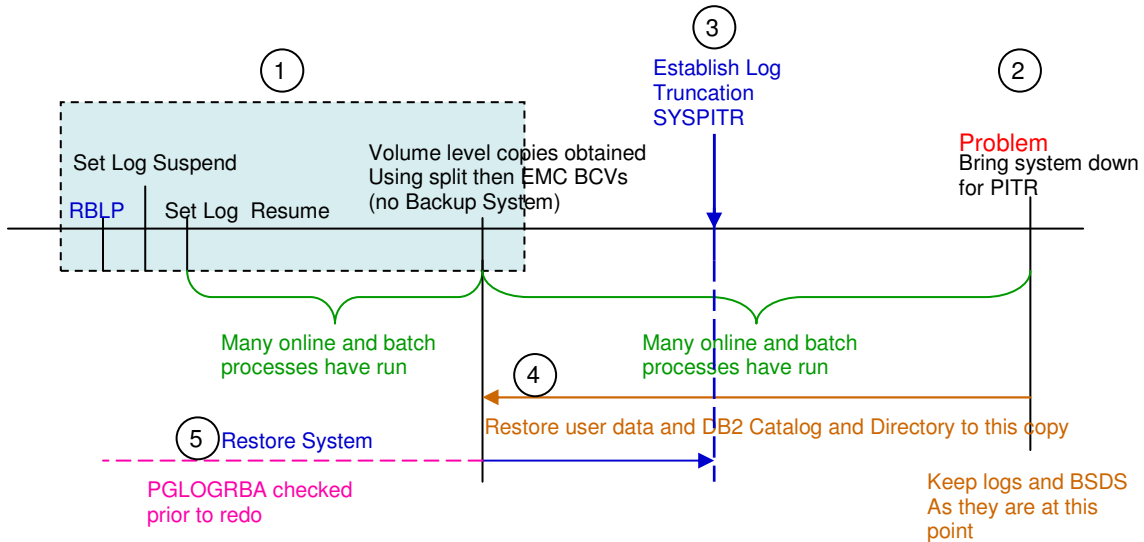 3
Establish Log
Truncation
SYSPITR
1
2
Problem
Bring system down
for PITR
Set Log Suspend
Volume level copies obtained
Using split then EMC BCVs
(no Backup System)
RBLP
Set Log Resume
Many online and batch
processes have run
Many online and batch
processes have run
4
Restore user data and DB2 Catalog and Directory to this copy
5
Restore System
PGLOGRBA checked
prior to redo
Keep logs and BSDS
As they are at this
point